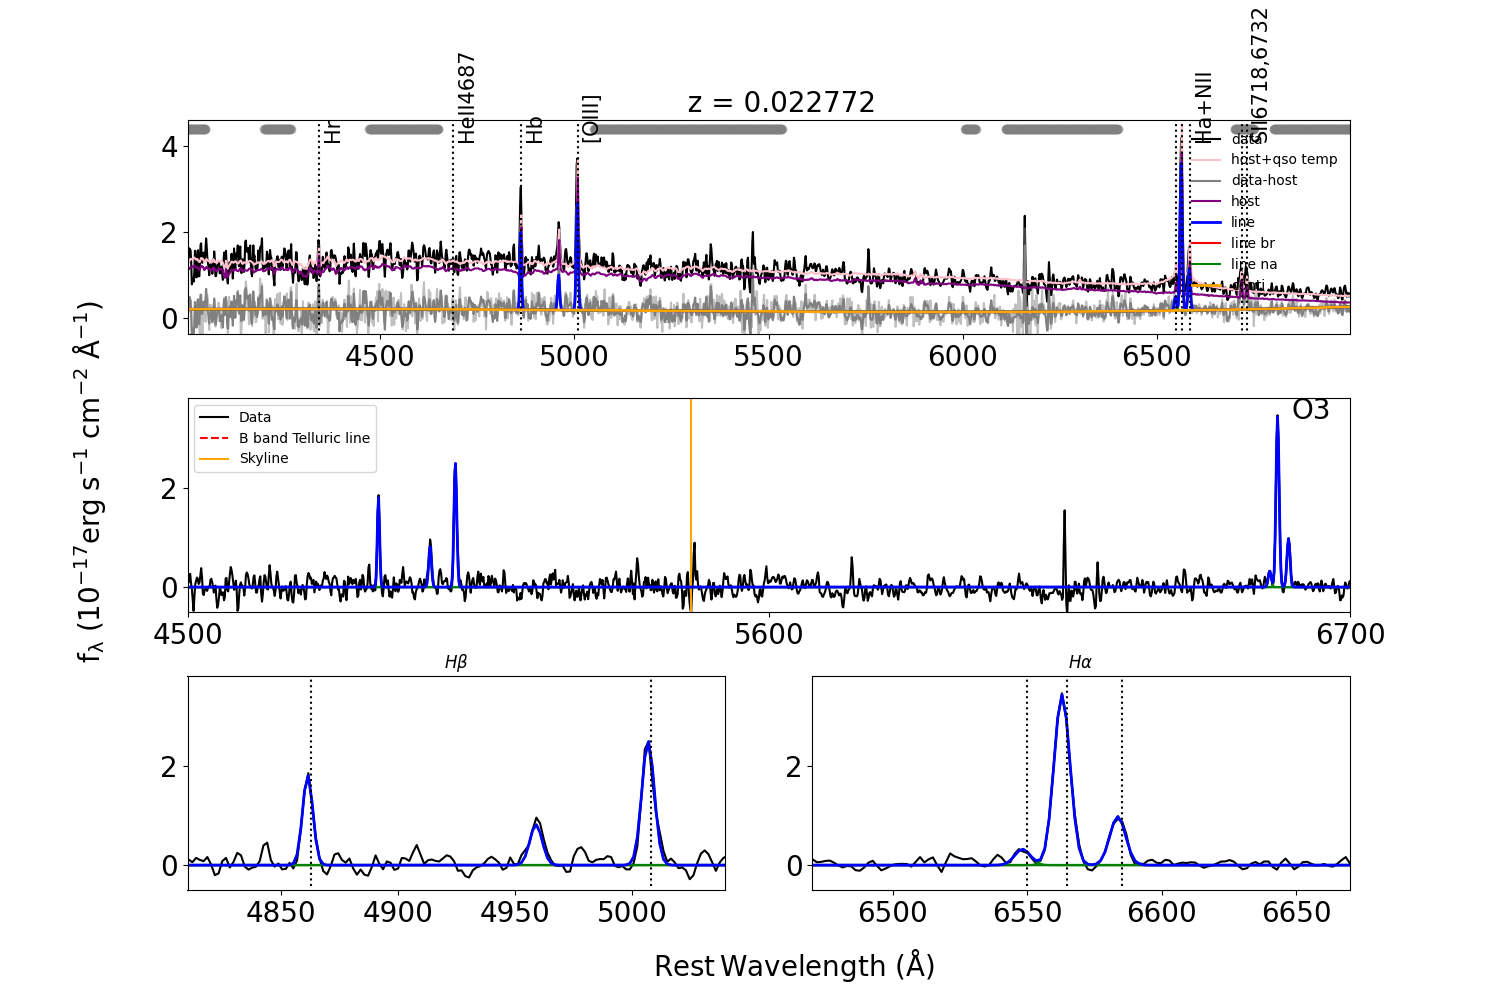 z = 0.022772
Hr
HeII4687
Hb
[OIII]
Ha+NII
SII6718,6732
data
host+qso temp
data-host
host
line
line br
line na
4
2
0
4500 5000 5500 6000 6500
fλ (10⁻¹⁷erg s⁻¹ cm⁻² Å⁻¹)
Data
B band Telluric line
Skyline
O3
2
0
4500 5600 6700
Hβ
2
0
4850 4900 4950 5000
Hα
2
0
6500 6550 6600 6650
Rest Wavelength (Å)